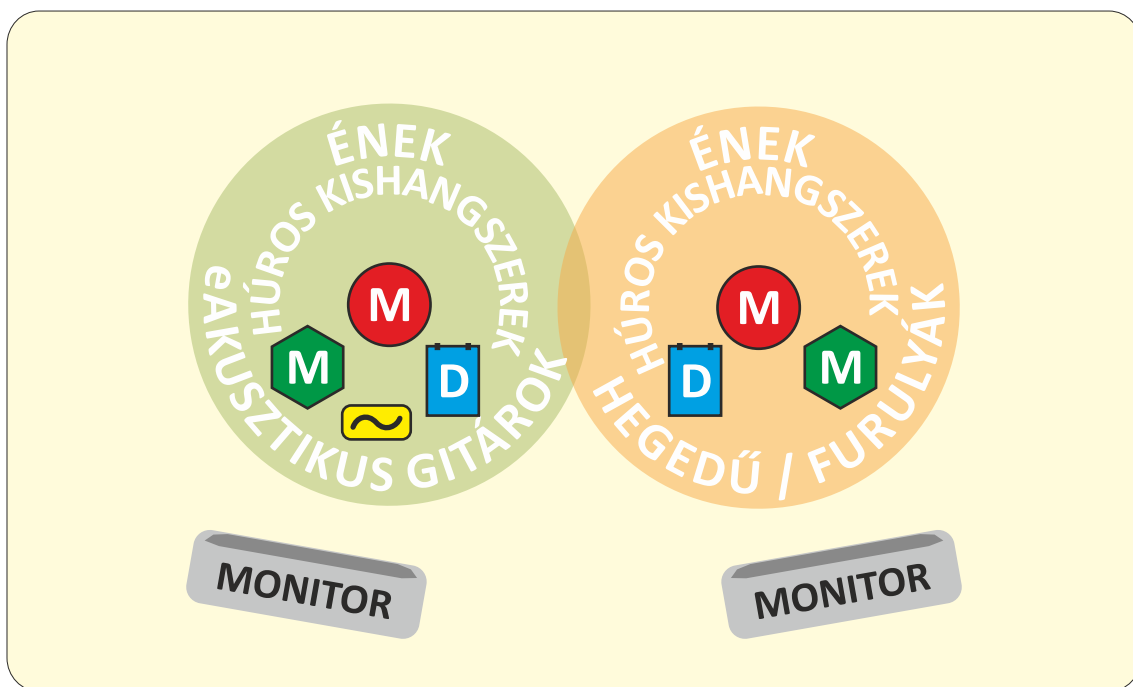 ÉNEK
HÚROS KISHANGSZEREK
eAKUSZTIKUS GITÁROK
M
M
D
ÉNEK
HÚROS KISHANGSZEREK
HEGEDŰ / FURULYÁK
M
D
M
MONITOR
MONITOR